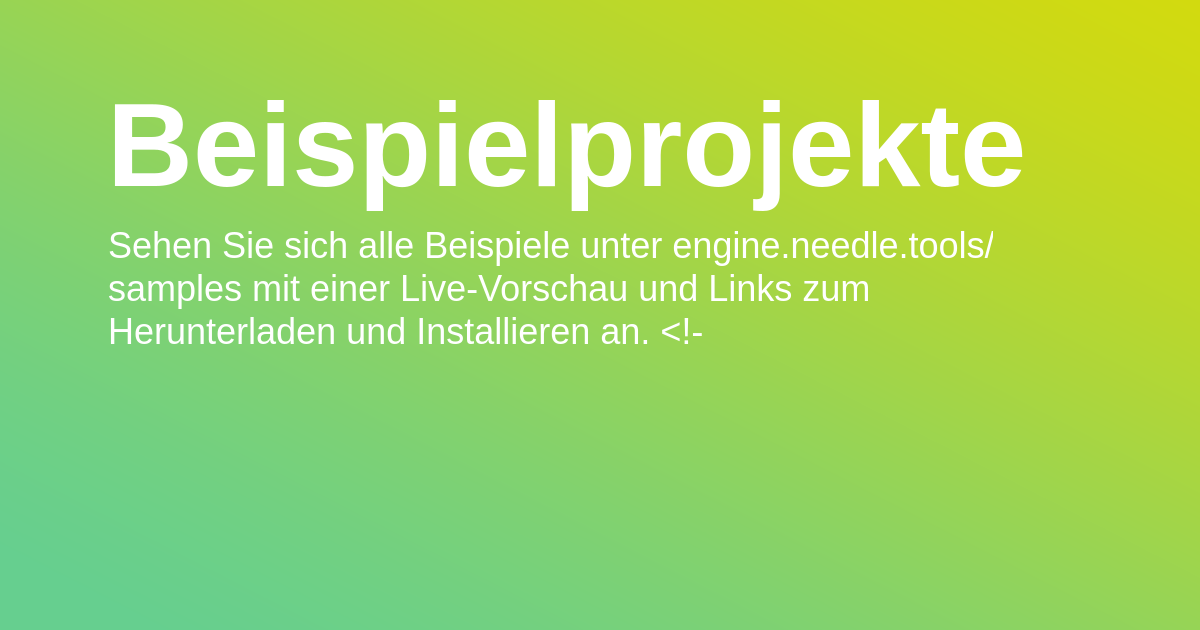 Beispielprojekte
Sehen Sie sich alle Beispiele unter engine.needle.tools/
samples mit einer Live-Vorschau und Links zum
Herunterladen und Installieren an. <!-